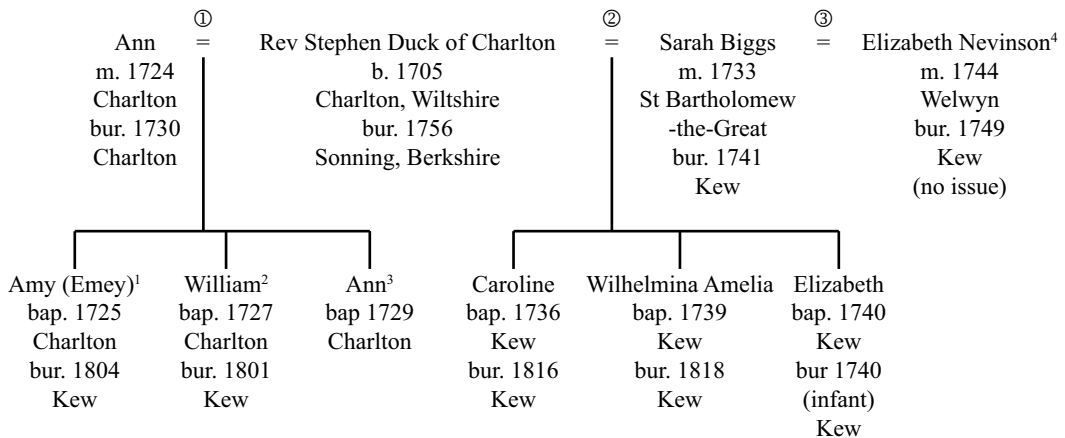 ① ② ③
Ann = Rev Stephen Duck of Charlton = Sarah Biggs = Elizabeth Nevinson⁴
m. 1724 b. 1705 m. 1733 m. 1744
Charlton Charlton, Wiltshire St Bartholomew Welwyn
bur. 1730 bur. 1756 -the-Great bur. 1749
Charlton Sonning, Berkshire bur. 1741 Kew
Kew (no issue)
Amy (Emey)¹ William² Ann³ Caroline Wilhelmina Amelia Elizabeth
bap. 1725 bap. 1727 bap 1729 bap. 1736 bap. 1739 bap. 1740
Charlton Charlton Charlton Kew Kew Kew
bur. 1804 bur. 1801 bur. 1816 bur. 1818 bur 1740
Kew Kew Kew Kew (infant)
Kew